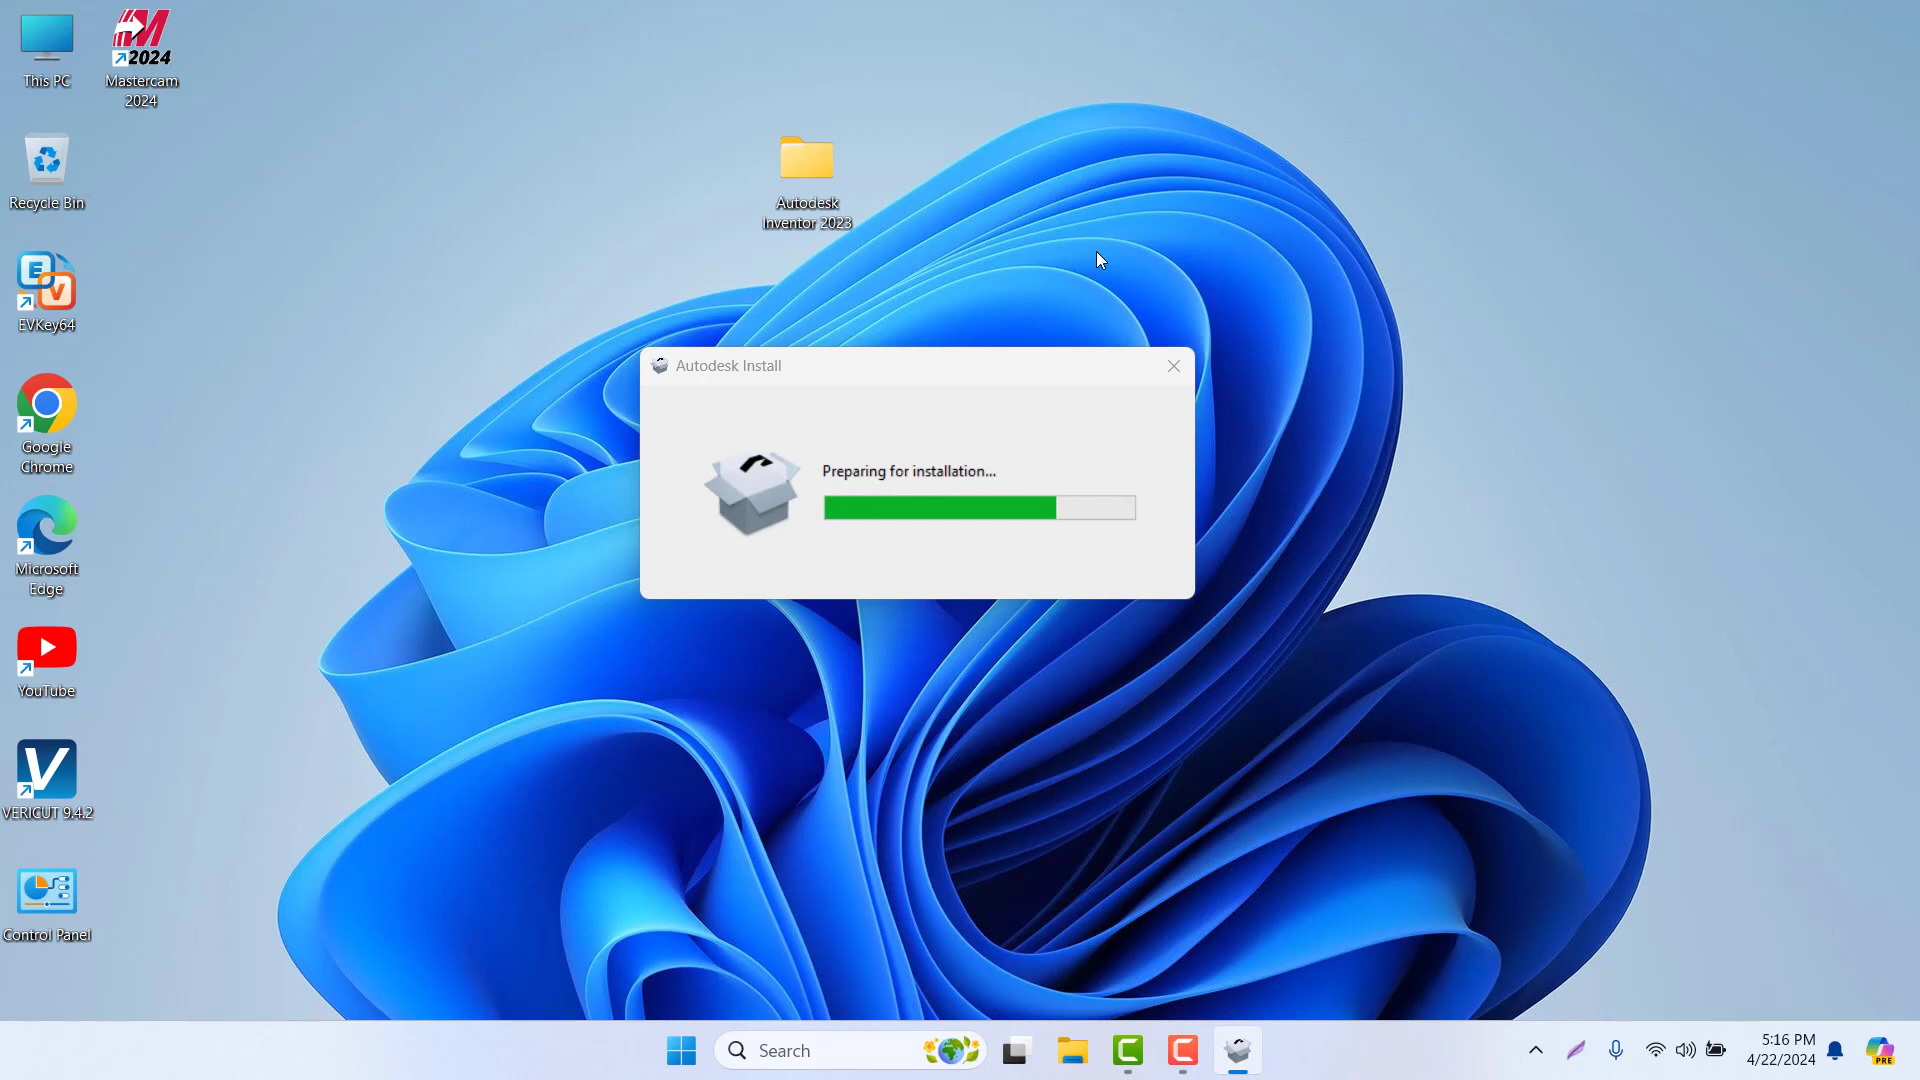 This PC
2024
Mastercam
2024
Recycle Bin
E
V
EVKey64
Google
Chrome
Microsoft
Edge
YouTube
V
VERICUT 9.4.2
Control Panel
Autodesk
Inventor 2023
Autodesk Install
Preparing for installation...
Search
5:16 PM
4/22/2024
PRE